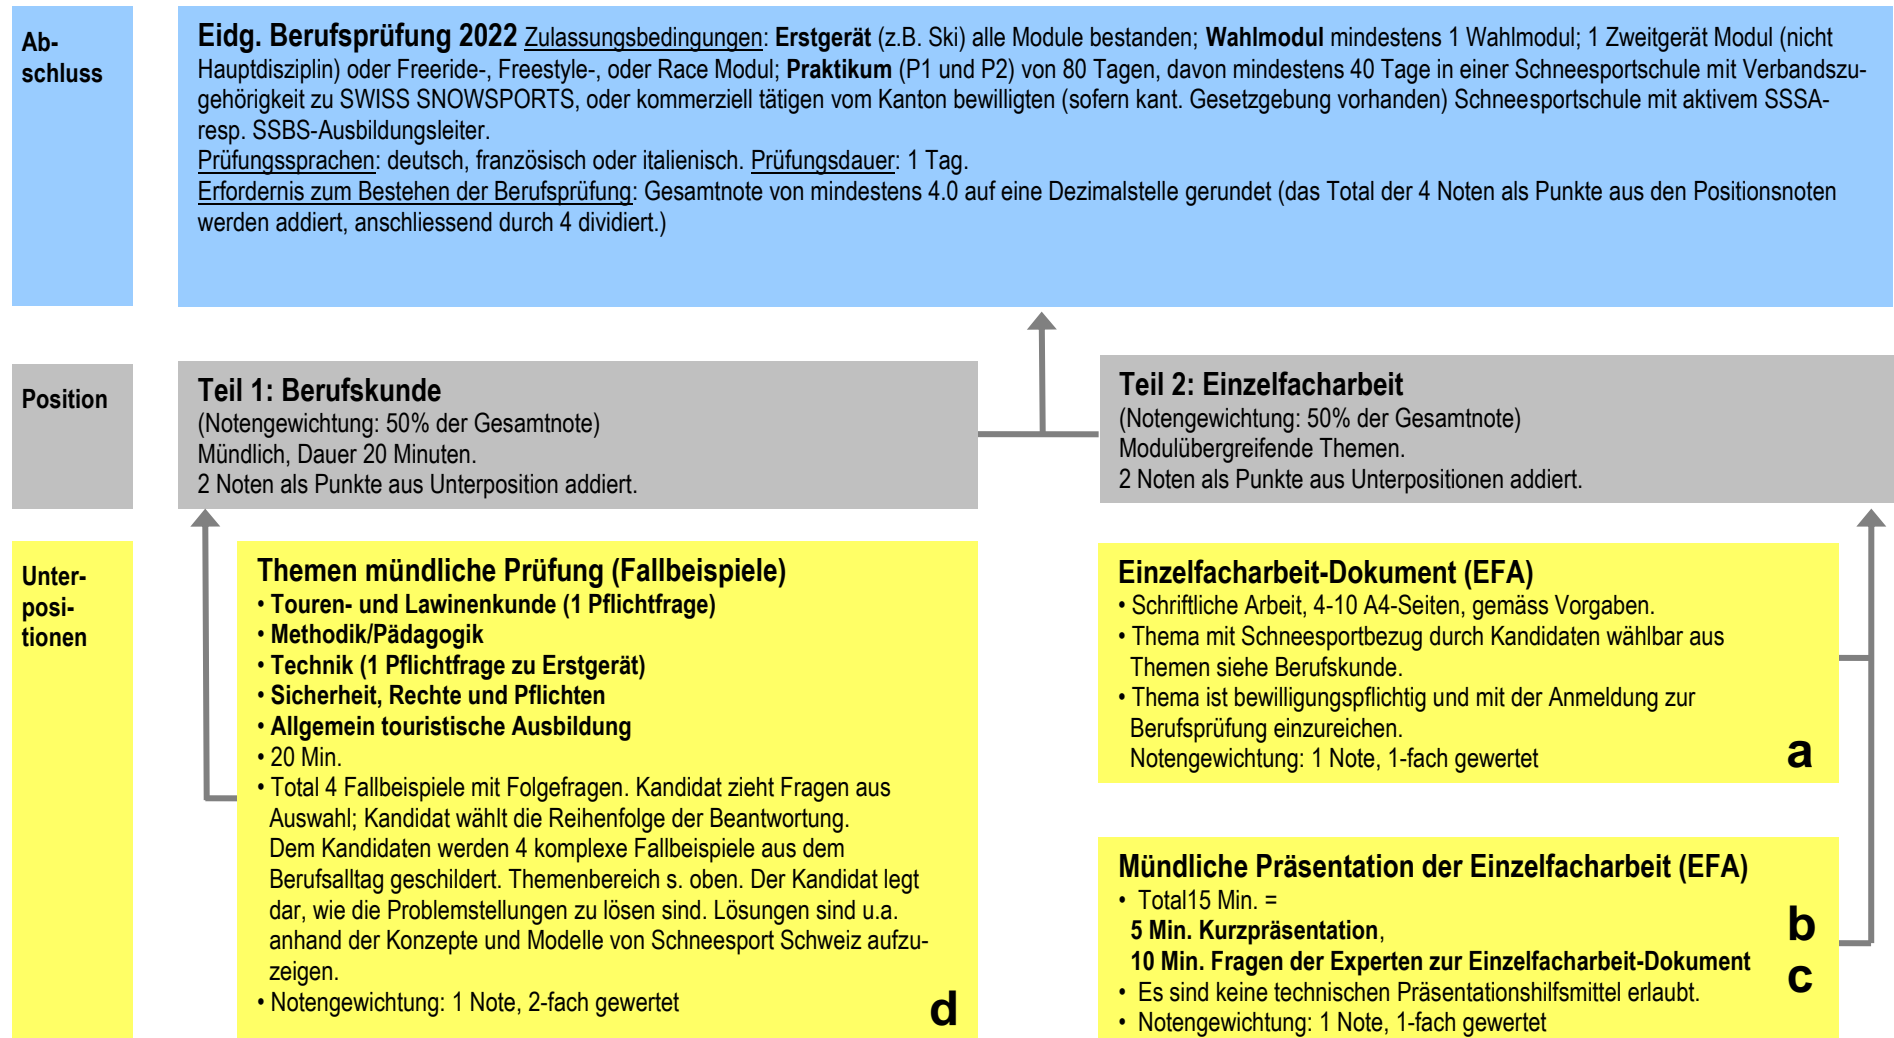 Ab-
schluss
Eidg. Berufsprüfung 2022 Zulassungsbedingungen: Erstgerät (z.B. Ski) alle Module bestanden; Wahlmodul mindestens 1 Wahlmodul; 1 Zweitgerät Modul (nicht
Hauptdisziplin) oder Freeride-, Freestyle-, oder Race Modul; Praktikum (P1 und P2) von 80 Tagen, davon mindestens 40 Tage in einer Schneesportschule mit Verbandszu-
gehörigkeit zu SWISS SNOWSPORTS, oder kommerziell tätigen vom Kanton bewilligten (sofern kant. Gesetzgebung vorhanden) Schneesportschule mit aktivem SSSA-
resp. SSBS-Ausbildungsleiter.
Prüfungssprachen: deutsch, französisch oder italienisch. Prüfungsdauer: 1 Tag.
Erfordernis zum Bestehen der Berufsprüfung: Gesamtnote von mindestens 4.0 auf eine Dezimalstelle gerundet (das Total der 4 Noten als Punkte aus den Positionsnoten
werden addiert, anschliessend durch 4 dividiert.)
Position
Teil 1: Berufskunde
(Notengewichtung: 50% der Gesamtnote)
Mündlich, Dauer 20 Minuten.
2 Noten als Punkte aus Unterposition addiert.
Teil 2: Einzelfacharbeit
(Notengewichtung: 50% der Gesamtnote)
Modulübergreifende Themen.
2 Noten als Punkte aus Unterpositionen addiert.
Unter-
posi-
tionen
Themen mündliche Prüfung (Fallbeispiele)
• Touren- und Lawinenkunde (1 Pflichtfrage)
• Methodik/Pädagogik
• Technik (1 Pflichtfrage zu Erstgerät)
• Sicherheit, Rechte und Pflichten
• Allgemein touristische Ausbildung
• 20 Min.
• Total 4 Fallbeispiele mit Folgefragen. Kandidat zieht Fragen aus
Auswahl; Kandidat wählt die Reihenfolge der Beantwortung.
Dem Kandidaten werden 4 komplexe Fallbeispiele aus dem
Berufsalltag geschildert. Themenbereich s. oben. Der Kandidat legt
dar, wie die Problemstellungen zu lösen sind. Lösungen sind u.a.
anhand der Konzepte und Modelle von Schneesport Schweiz aufzu-
zeigen.
• Notengewichtung: 1 Note, 2-fach gewertet
d
Einzelfacharbeit-Dokument (EFA)
• Schriftliche Arbeit, 4-10 A4-Seiten, gemäss Vorgaben.
• Thema mit Schneesportbezug durch Kandidaten wählbar aus
Themen siehe Berufskunde.
• Thema ist bewilligungspflichtig und mit der Anmeldung zur
Berufsprüfung einzureichen.
Notengewichtung: 1 Note, 1-fach gewertet
a
Mündliche Präsentation der Einzelfacharbeit (EFA)
• Total15 Min. =
5 Min. Kurzpräsentation,
b
10 Min. Fragen der Experten zur Einzelfacharbeit-Dokument
c
• Es sind keine technischen Präsentationshilfsmittel erlaubt.
• Notengewichtung: 1 Note, 1-fach gewertet